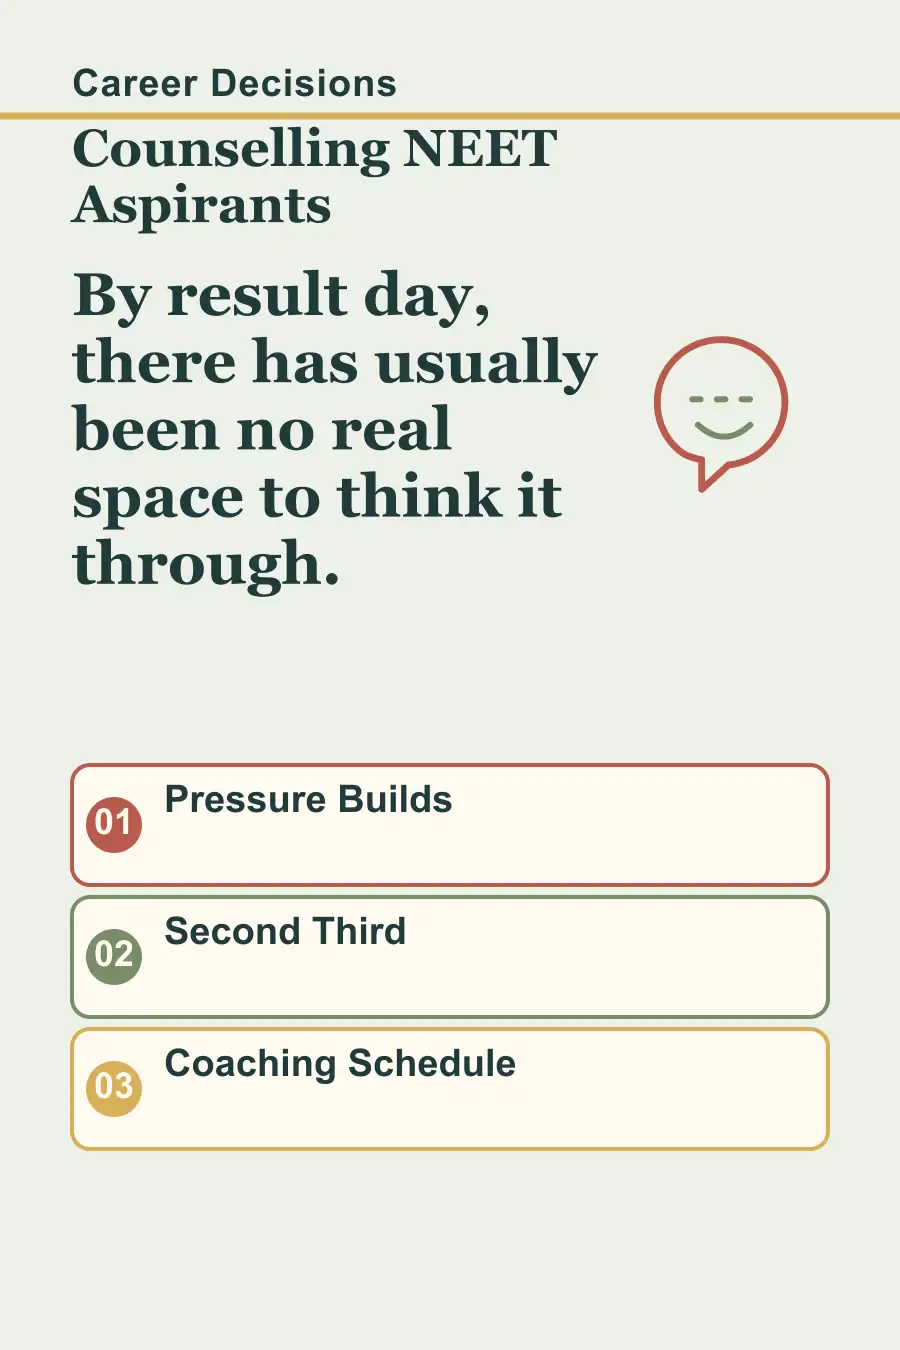 Career Decisions
Counselling NEET
Aspirants
By result day,
there has usually
been no real
space to think it
through.
01 Pressure Builds
02 Second Third
03 Coaching Schedule